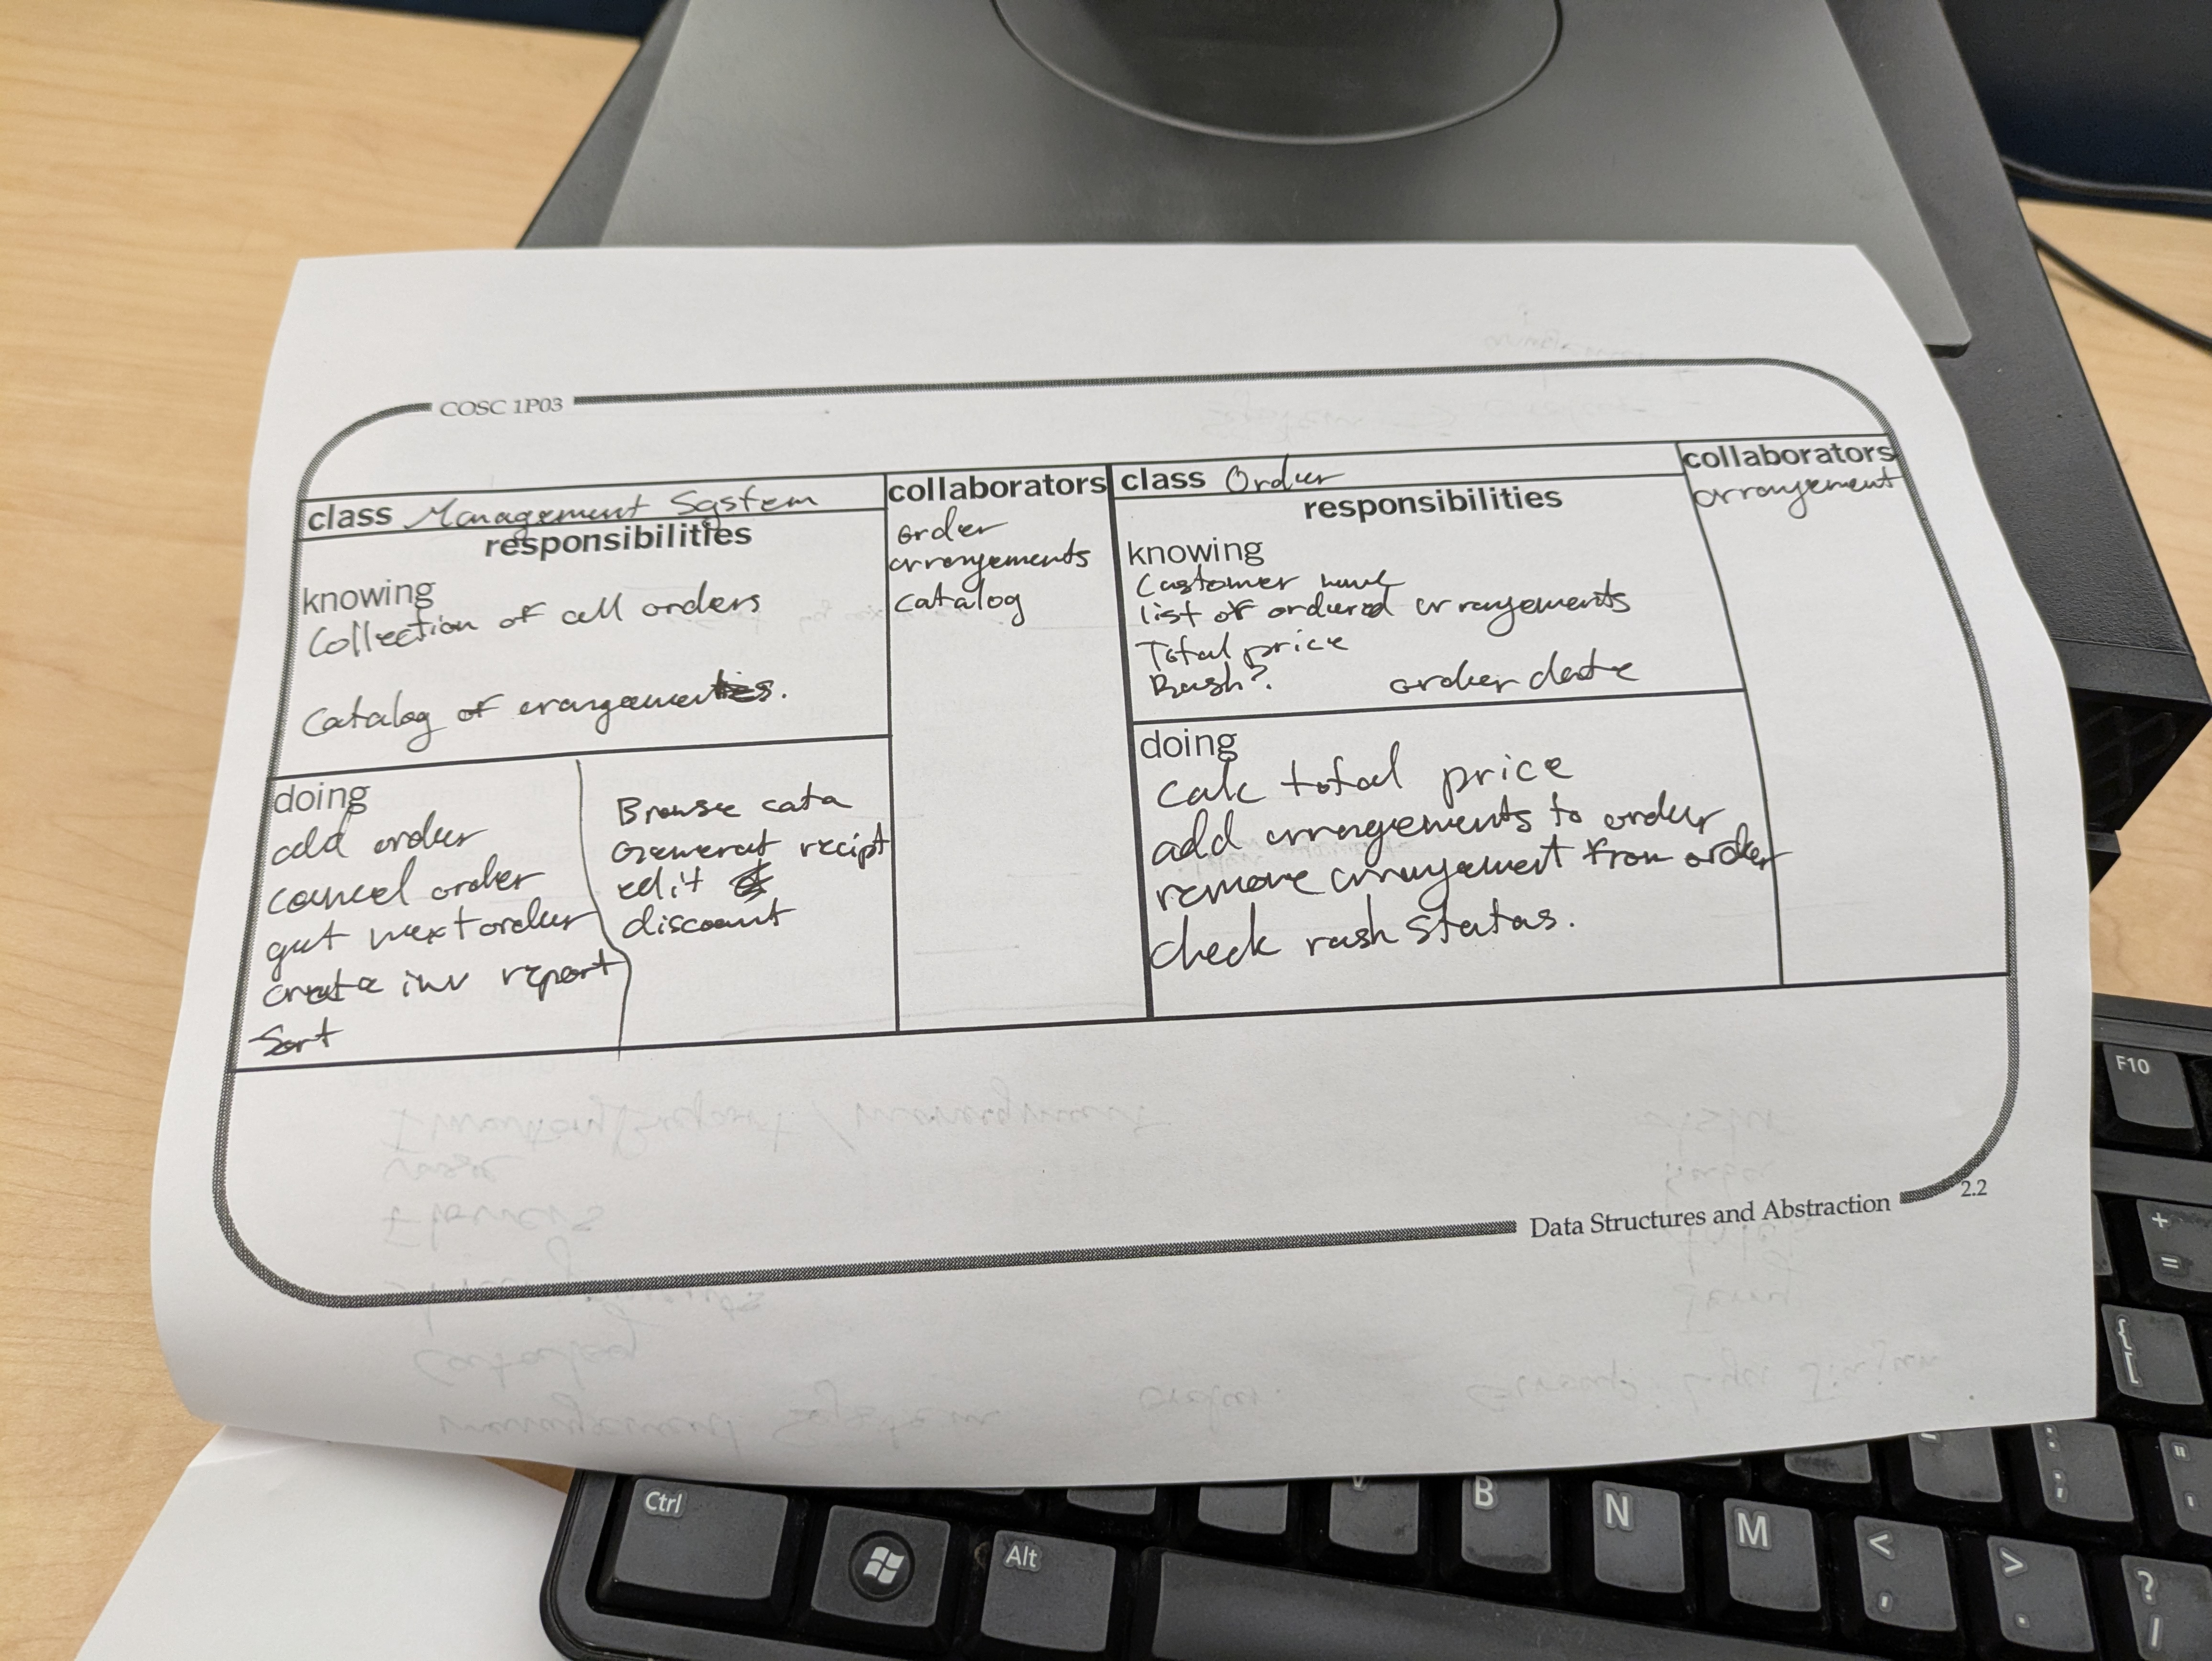 COSC 1P03
class Management System
responsibilities
knowing
Collection of all orders
Catalog of
doing
add order
cancel order
get next order
create inv report
Sort
Browse cata
Generat recipt
edit
discount
collaborators
order
arrangements
catalog
class Order
responsibilities
knowing
Customer name
list of ordered arrangements
Total price
Rush?
order date
doing
calc total price
add arrangements to order
remove arrangement from order
check rush status.
collaborators
arrangement
Data Structures and Abstraction
2.2
F10
+
=
{
[
Ctrl
Alt
B
N
M
<
,
>
.
?
/
:
;
"
'